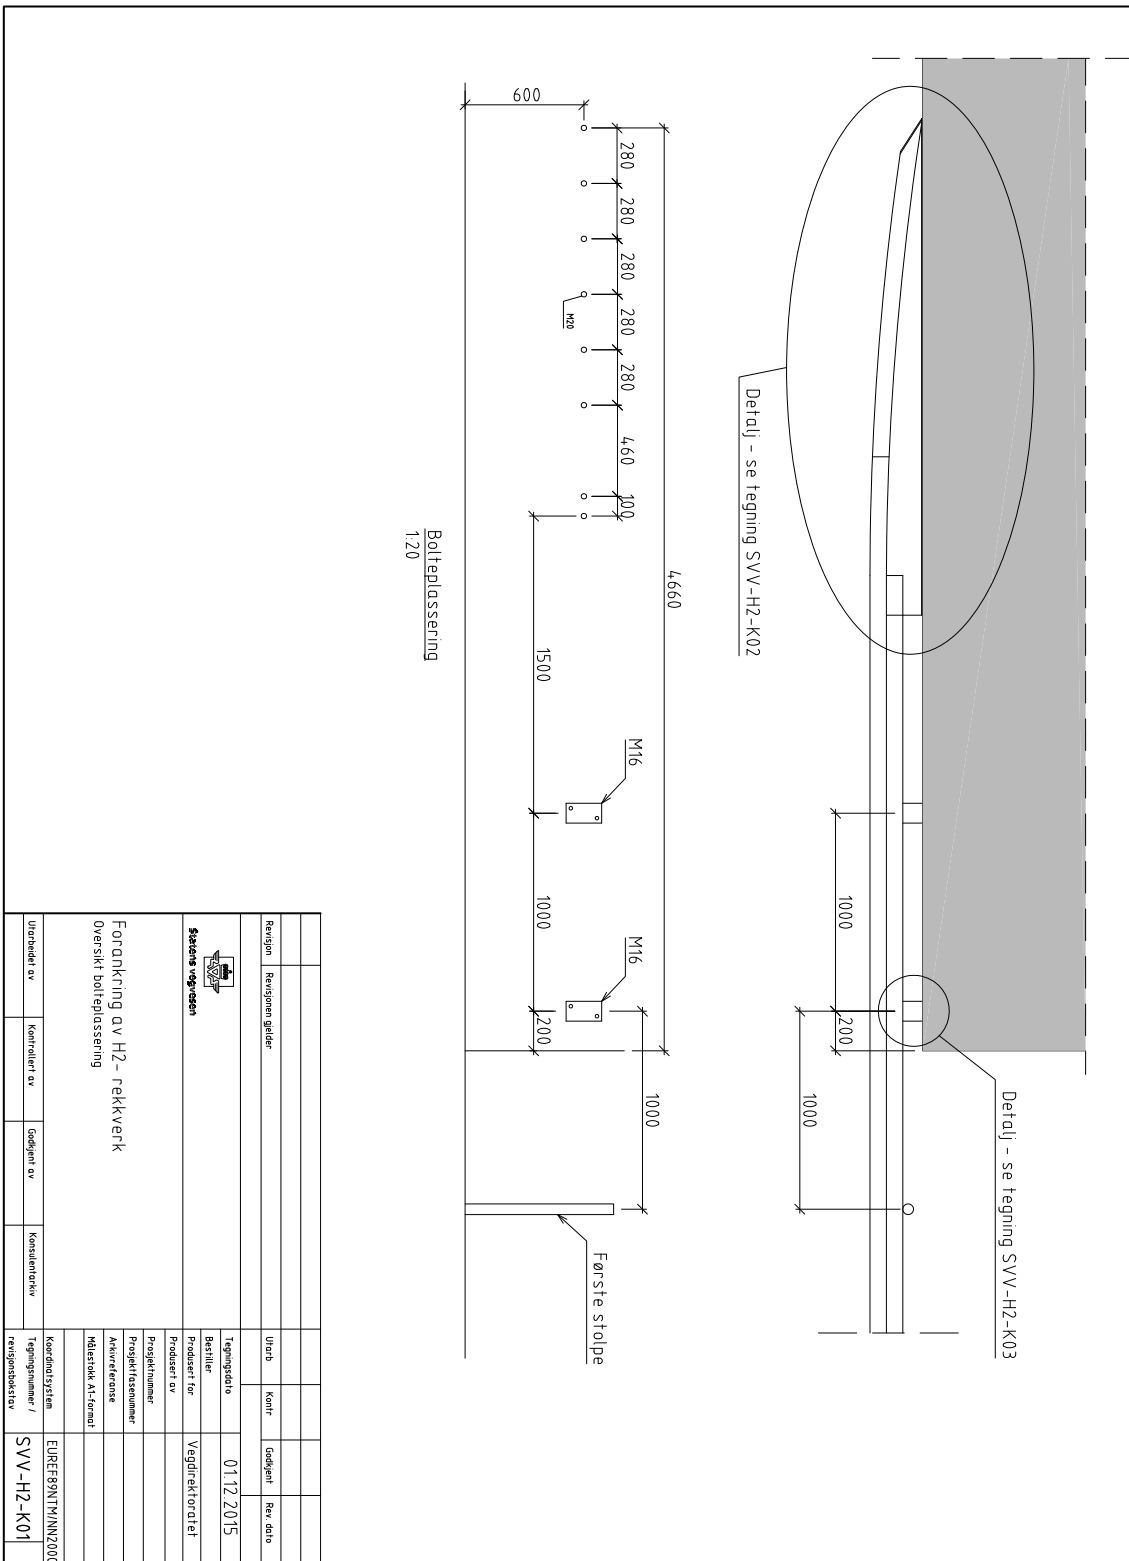 Detalj - se tegning SVV-H2-K02
Detalj - se tegning SVV-H2-K03
1000
200
1000
600
280
280
280
280
280
460
100
4660
M20
1500
1000
200
1000
M16
M16
Første stolpe
Bolteplassering
1:20
Revisjon
Revisjonen gjelder
Utarb
Kontr
Godkjent
Rev. dato
Statens vegvesen
Tegningsdato
01.12.2015
Bestiller
Produsert for
Vegdirektoratet
Produsert av
Prosjektnummer
Prosjektfasenummer
Arkivreferanse
Målestokk A1-format
Forankring av H2- rekkverk
Oversikt bolteplassering
Koordinatsystem
EUREF89NTM/NN2000
Utarbeidet av
Kontrollert av
Godkjent av
Konsulentarkiv
Tegningsnummer /
revisjonsbokstav
SVV-H2-K01